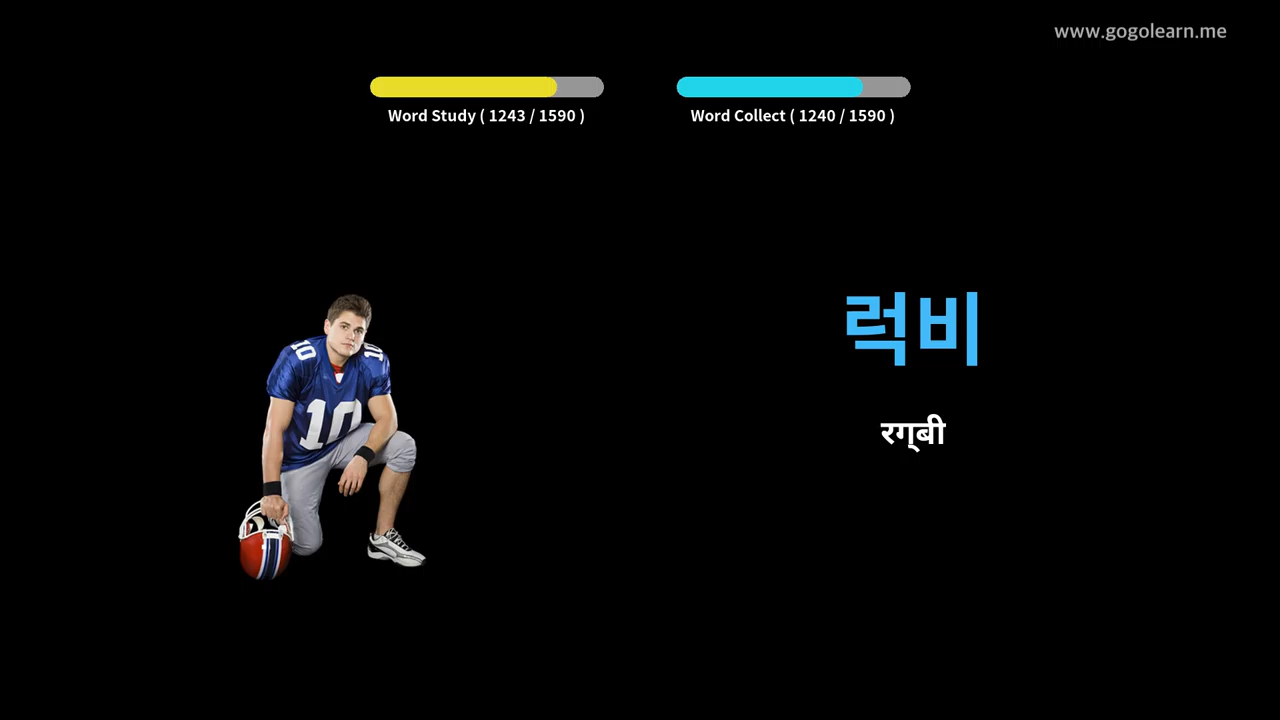 www.gogolearn.me
Word Study ( 1243 / 1590 )
Word Collect ( 1240 / 1590 )
10
10
10
럭비
रग्‌बी